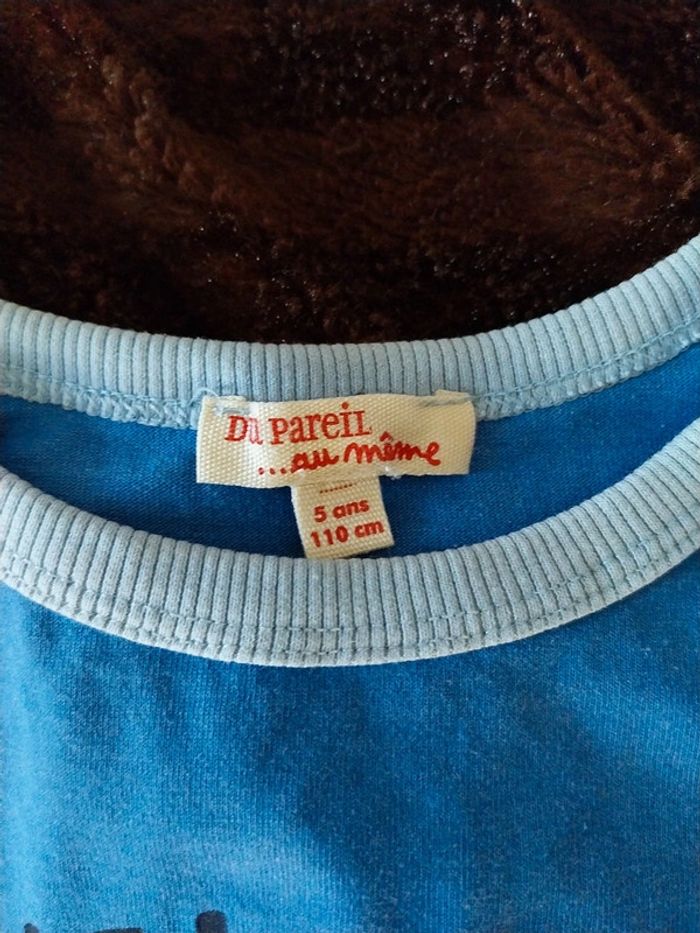 Du PareiL
...au même
5 ans
110 cm